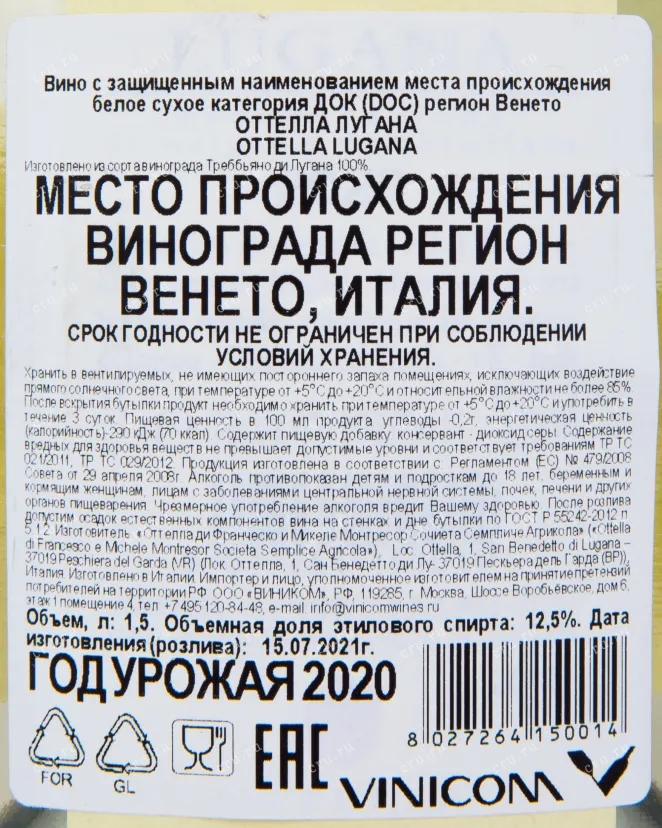 Вино с защищенным наименованием места происхождения
белое сухое категория ДОК (DOC) регион Венето
ОТТЕЛЛА ЛУГАНА
OTTELLA LUGANA
Изготовлено из сорта винограда Треббьяно ди Лугана 100%.
МЕСТО ПРОИСХОЖДЕНИЯ
ВИНОГРАДА РЕГИОН
ВЕНЕТО, ИТАЛИЯ.
СРОК ГОДНОСТИ НЕ ОГРАНИЧЕН ПРИ СОБЛЮДЕНИИ
УСЛОВИЙ ХРАНЕНИЯ.
Хранить в вентилируемых, не имеющих постороннего запаха помещениях, исключающих воздействие
прямого солнечного света, при температуре от +5°С до +20°С и относительной влажности не более 85%.
После вскрытия бутылки продукт необходимо хранить при температуре от +5°С до +20°С и употребить в
течение 3 суток. Пищевая ценность в 100 мл продукта: углеводы -0,2г, энергетическая ценность
(калорийность)-290 кДж (70 ккал). Содержит пищевую добавку консервант - диоксид серы. Содержание
вредных для здоровья веществ не превышает допустимые уровни и соответствует требованиям ТР ТС
021/2011, ТР ТС 029/2012. Продукция изготовлена в соответствии с: Регламентом (ЕС) № 479/2008
Совета от 29 апреля 2008г. Алкоголь противопоказан детям и подросткам до 18 лет, беременным и
кормящим женщинам, лицам с заболеваниями центральной нервной системы, почек, печени и других
органов пищеварения. Чрезмерное употребление алкоголя вредит Вашему здоровью. После розлива
допустим осадок естественных компонентов вина на стенках и дне бутылки по ГОСТ Р 55242-2012 п.
5.1.2. Изготовитель: «Оттелла ди Франческо и Микеле Монтресор Сочиета Семпличе Агрикола» («Ottella
di Francesco e Michele Montresor Societa Semplice Agricola»), Loc. Ottella, 1, San Benedetto di Lugana –
37019 Peschiera del Garda (VR) (Лок. Оттелла, 1, Сан Бенедетто ди Лу- 37019 Пескьера дель Гарда (ВР)),
Италия. Изготовлено в Италии. Импортер и лицо, уполномоченное изготовителем на принятие претензий
потребителей на территории РФ: ООО «ВИНИКОМ», РФ, 119285, г. Москва, Шоссе Воробьёвское, дом 6,
этаж 1 помещение 4, тел. +7 495 120-84-48, e-mail: info@vinicomwines.ru
Объем, л: 1,5. Объемная доля этилового спирта: 12,5%. Дата
изготовления (розлива): 15.07.2021г.
ГОД УРОЖАЯ 2020
8 027264 150014
FOR
GL
EAC
VINICOM